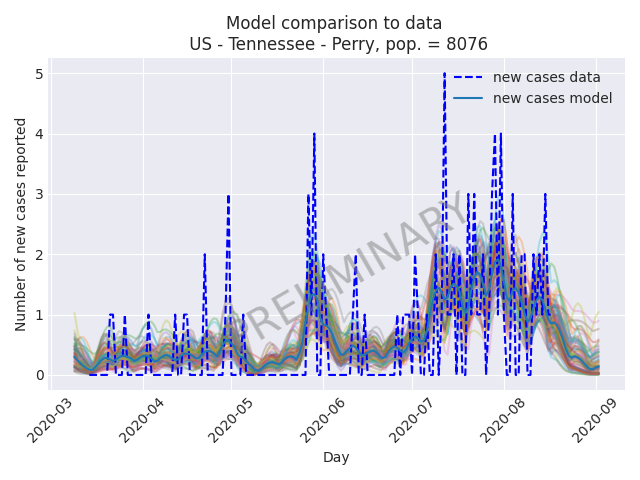 Model comparison to data
US - Tennessee - Perry, pop. = 8076
new cases data
new cases model
PRELIMINARY
Number of new cases reported
5
4
3
2
1
0
2020-03
2020-04
2020-05
2020-06
2020-07
2020-08
2020-09
Day